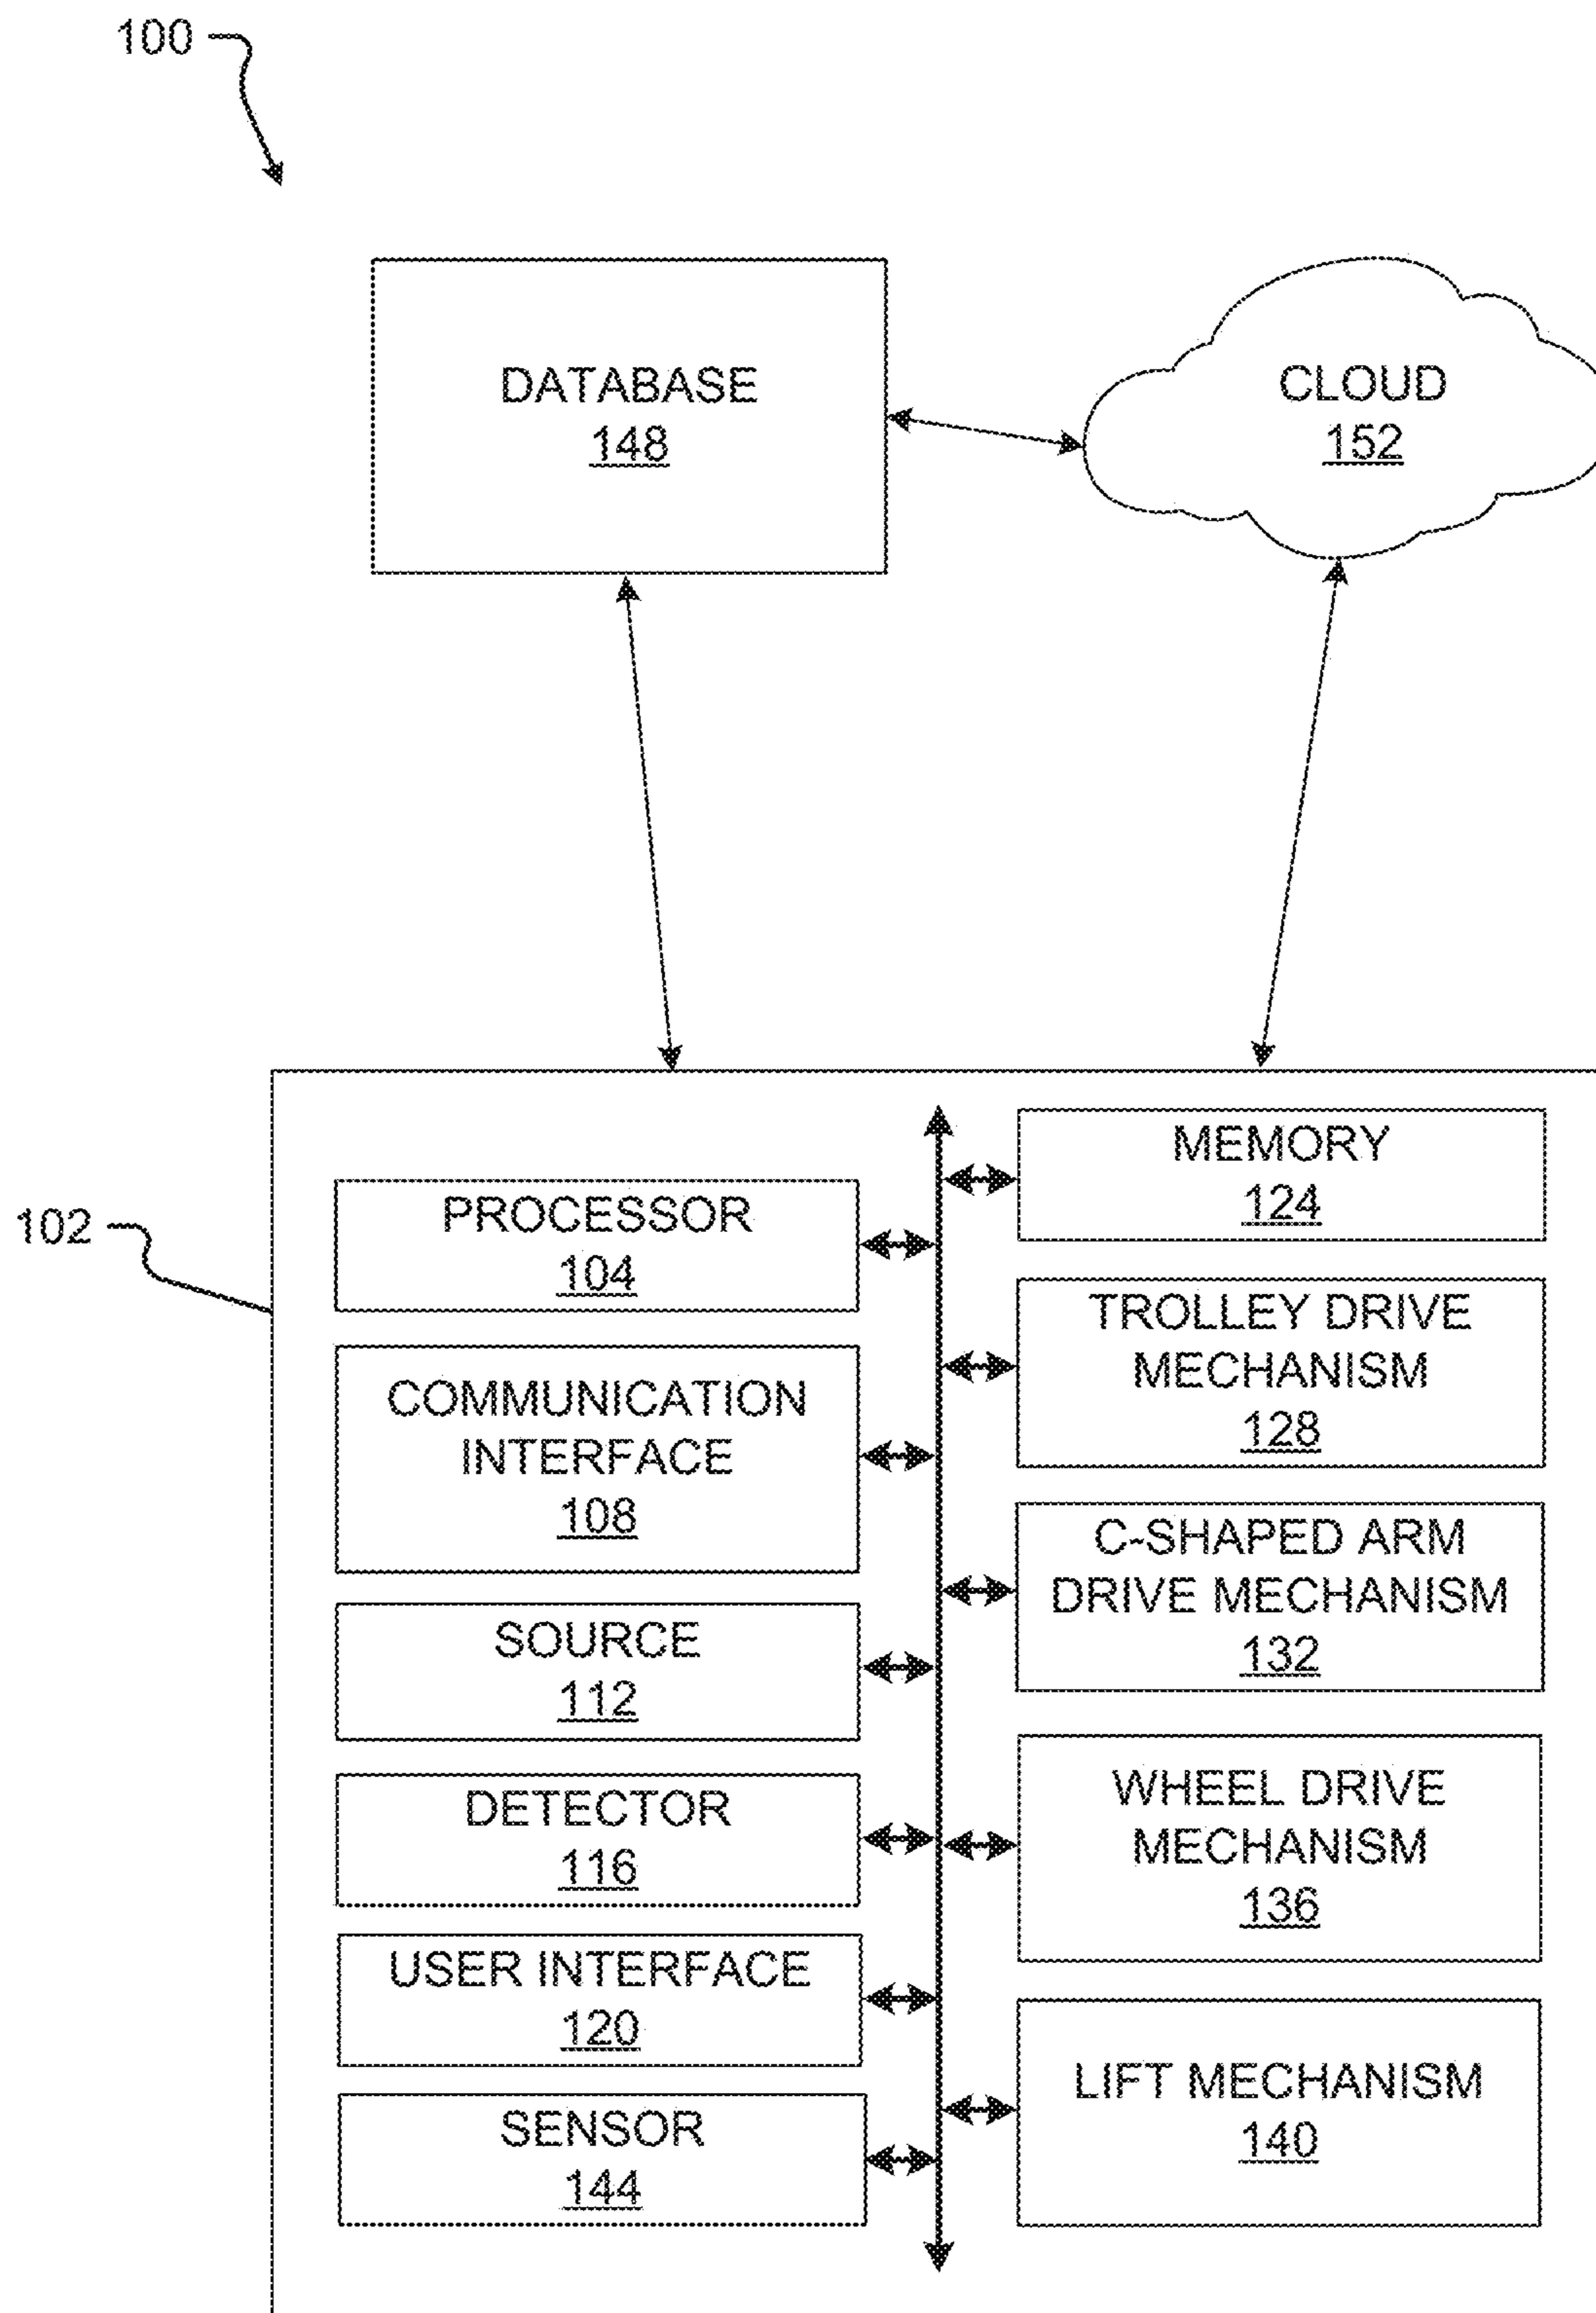 100
DATABASE
148
CLOUD
152
102
PROCESSOR
104
COMMUNICATION
INTERFACE
108
SOURCE
112
DETECTOR
116
USER INTERFACE
120
SENSOR
144
MEMORY
124
TROLLEY DRIVE
MECHANISM
128
C-SHAPED ARM
DRIVE MECHANISM
132
WHEEL DRIVE
MECHANISM
136
LIFT MECHANISM
140